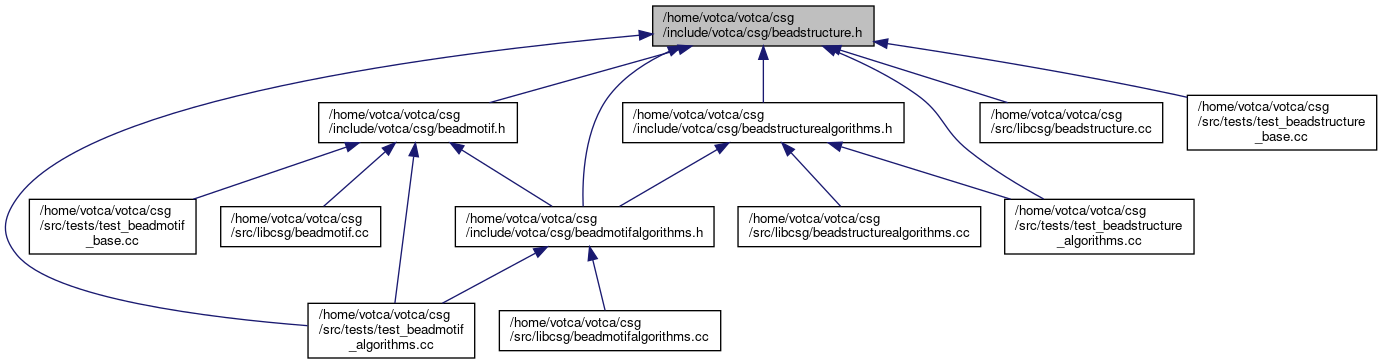 /home/votca/votca/csg
/include/votca/csg/beadstructure.h
/home/votca/votca/csg
/include/votca/csg/beadmotif.h
/home/votca/votca/csg
/include/votca/csg/beadstructurealgorithms.h
/home/votca/votca/csg
/src/libcsg/beadstructure.cc
/home/votca/votca/csg
/src/tests/test_beadstructure
_base.cc
/home/votca/votca/csg
/src/tests/test_beadmotif
_base.cc
/home/votca/votca/csg
/src/libcsg/beadmotif.cc
/home/votca/votca/csg
/include/votca/csg/beadmotifalgorithms.h
/home/votca/votca/csg
/src/libcsg/beadstructurealgorithms.cc
/home/votca/votca/csg
/src/tests/test_beadstructure
_algorithms.cc
/home/votca/votca/csg
/src/tests/test_beadmotif
_algorithms.cc
/home/votca/votca/csg
/src/libcsg/beadmotifalgorithms.cc